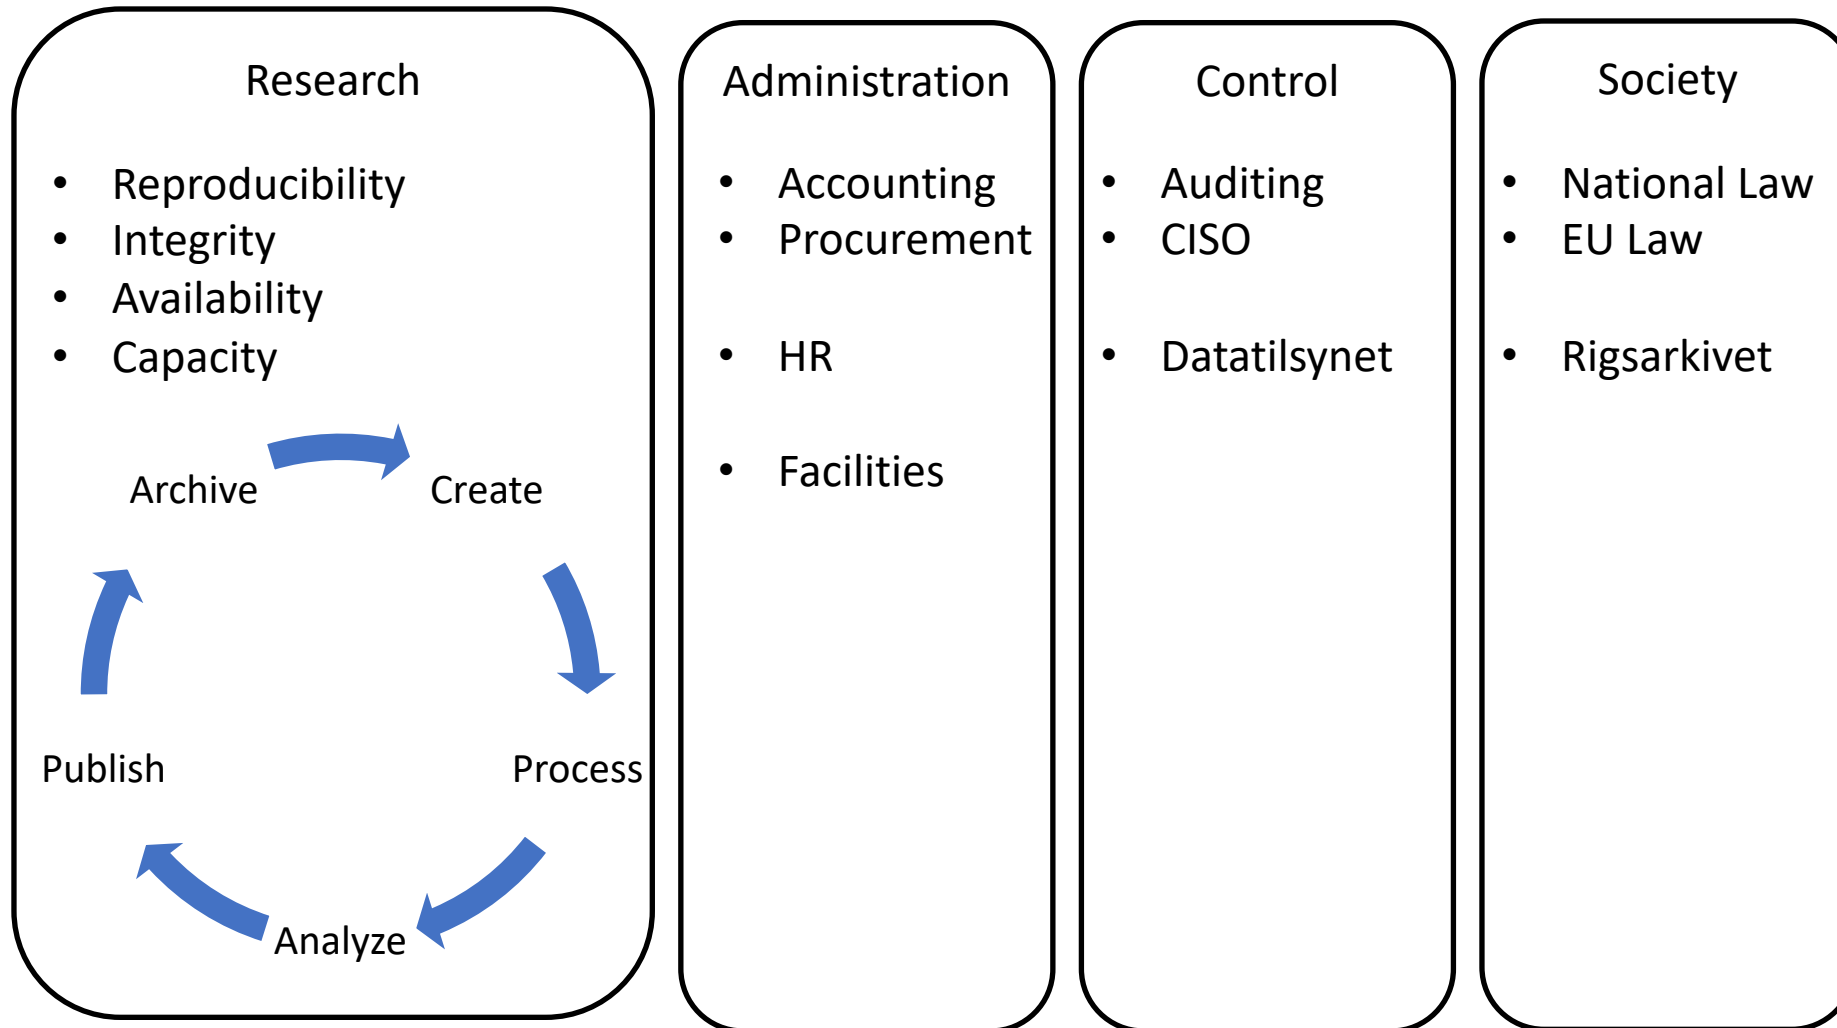 Research
• Reproducibility
• Integrity
• Availability
• Capacity
Archive
Create
Process
Analyze
Publish
Administration
• Accounting
• Procurement
• HR
• Facilities
Control
• Auditing
• CISO
• Datatilsynet
Society
• National Law
• EU Law
• Rigsarkivet